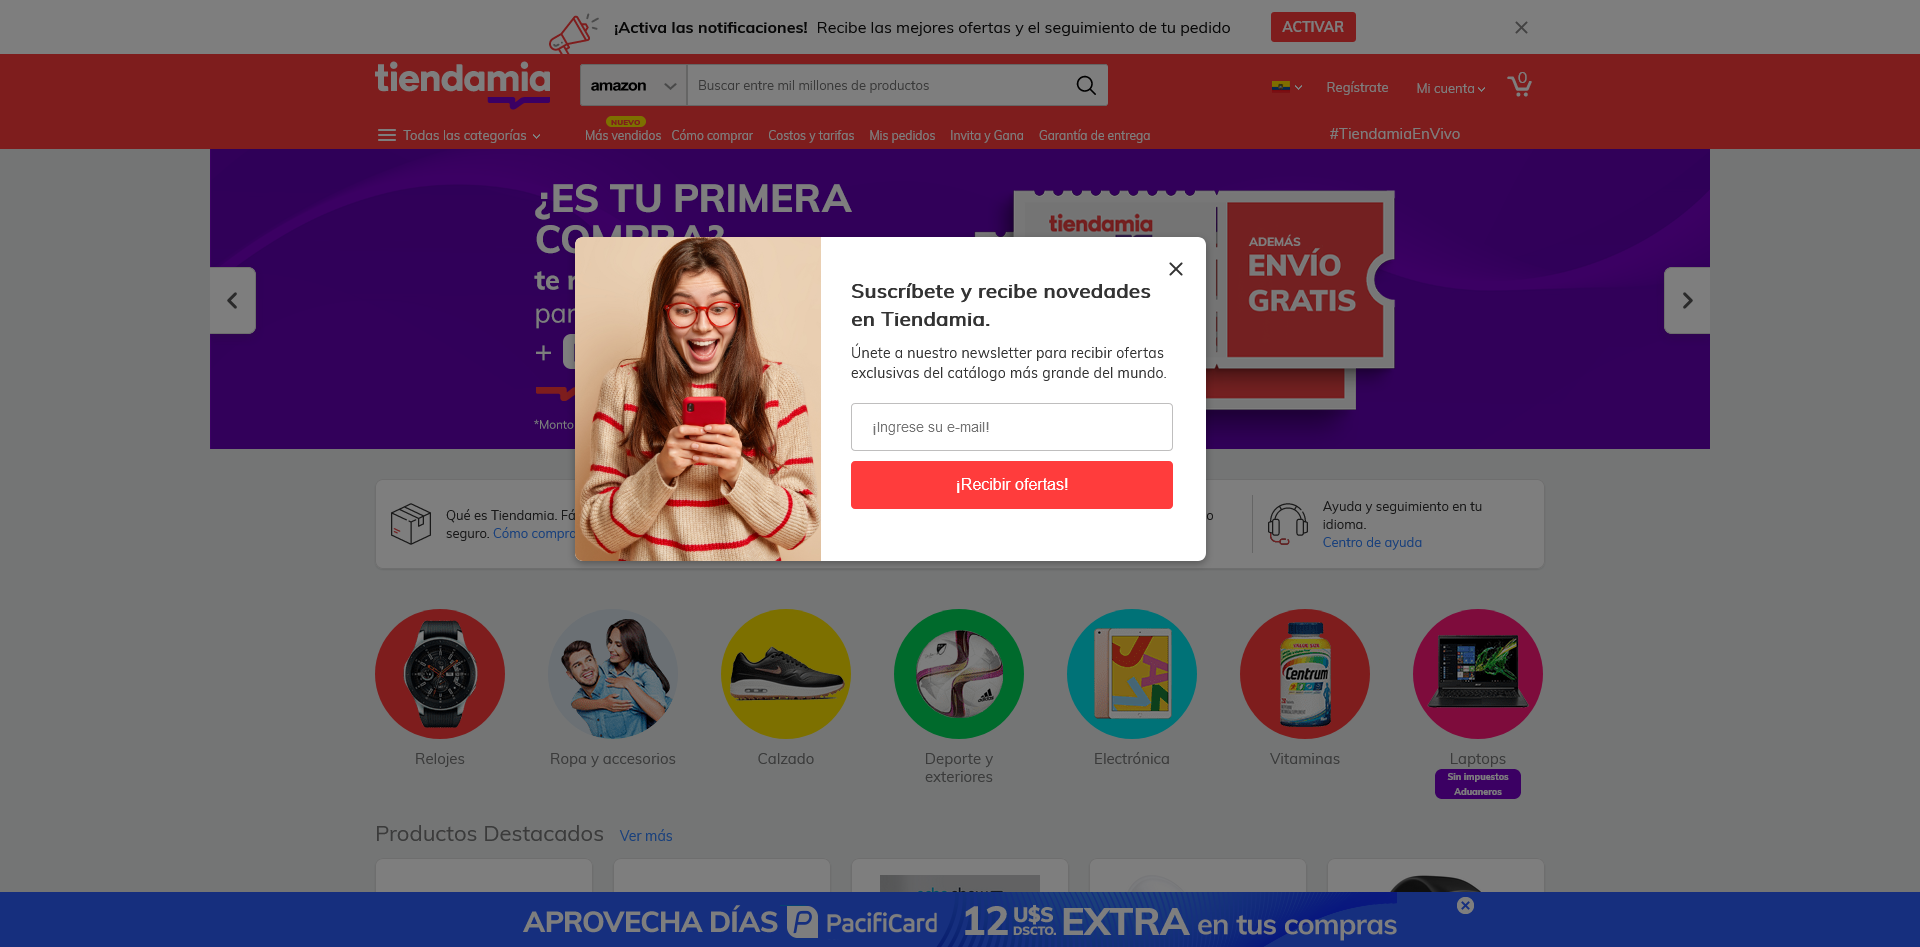 ¡Activa las notificaciones! Recibe las mejores ofertas y el seguimiento de tu pedido
ACTIVAR
tiendamia
amazon
Buscar entre mil millones de productos
Regístrate
Mi cuenta
0
Todas las categorías
NUEVO
Más vendidos
Cómo comprar
Costos y tarifas
Mis pedidos
Invita y Gana
Garantía de entrega
#TiendamiaEnVivo
¿ES TU PRIMERA
COMPRA?
te
par
+
*Monto
tiendamia
ADEMÁS
ENVÍO
GRATIS
Suscríbete y recibe novedades
en Tiendamia.
Únete a nuestro newsletter para recibir ofertas
exclusivas del catálogo más grande del mundo.
¡Ingrese su e-mail!
¡Recibir ofertas!
Qué es Tiendamia. Fá
seguro. Cómo compra
o
Ayuda y seguimiento en tu
idioma.
Centro de ayuda
Centrum
Relojes
Ropa y accesorios
Calzado
Deporte y
exteriores
Electrónica
Vitaminas
Laptops
Sin impuestos
Aduaneros
Productos Destacados
Ver más
APROVECHA DÍAS PacifiCard 12 U$S DSCTO. EXTRA en tus compras